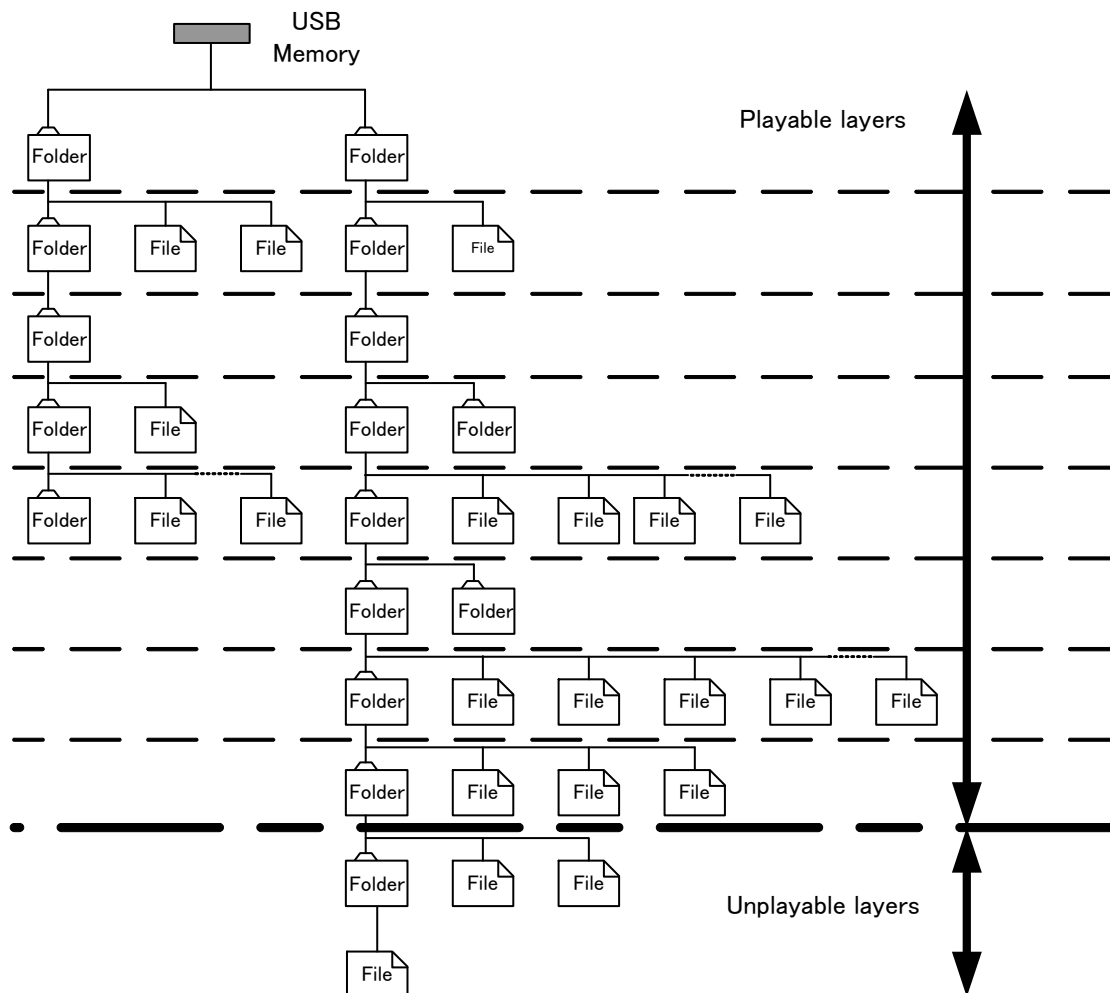 USB
Memory
Playable layers
Folder Folder
Folder File File Folder File
Folder Folder
Folder File Folder Folder
Folder File File Folder File File File File
Folder Folder
Folder File File File File File
Folder File File File
Folder File File
Unplayable layers
File